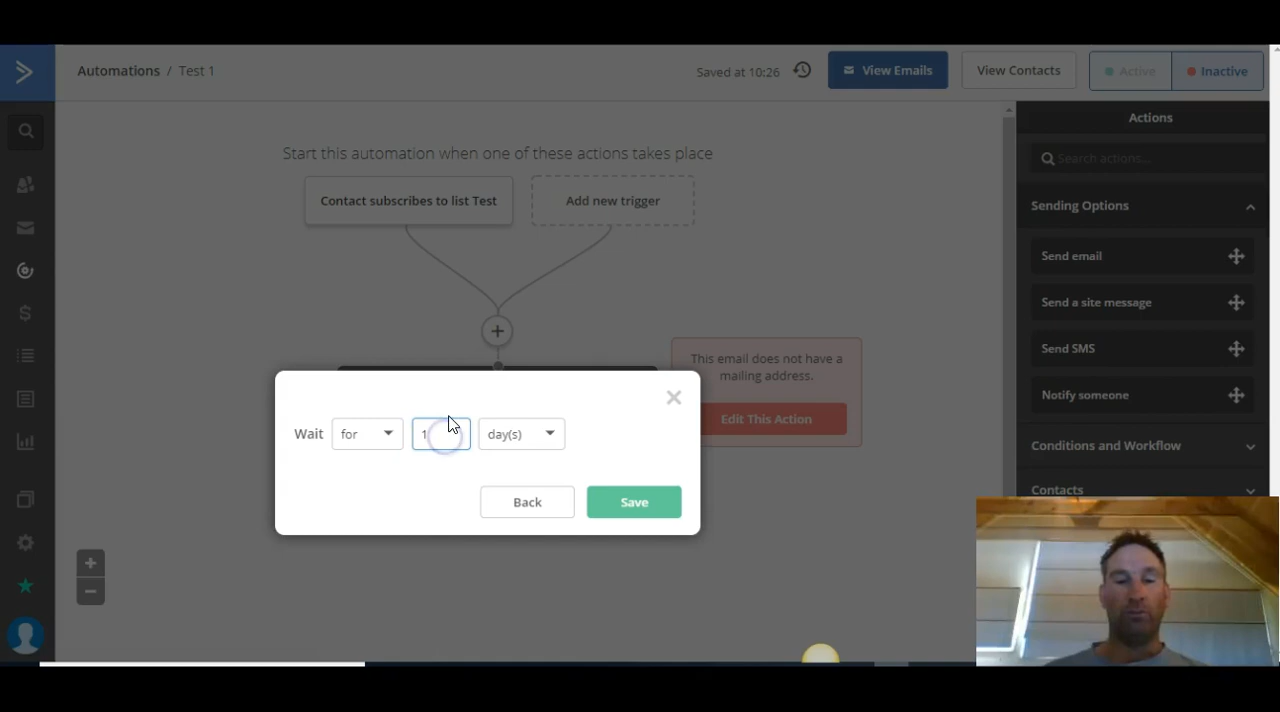 Automations / Test 1
Saved at 10:26
View Emails
View Contacts
Active
Inactive
Actions
Search actions...
Start this automation when one of these actions takes place
Contact subscribes to list Test
Add new trigger
Sending Options
Send email
Send a site message
Send SMS
Notify someone
Conditions and Workflow
Contacts
This email does not have a
mailing address.
Edit This Action
Wait for 1 day(s)
Back
Save